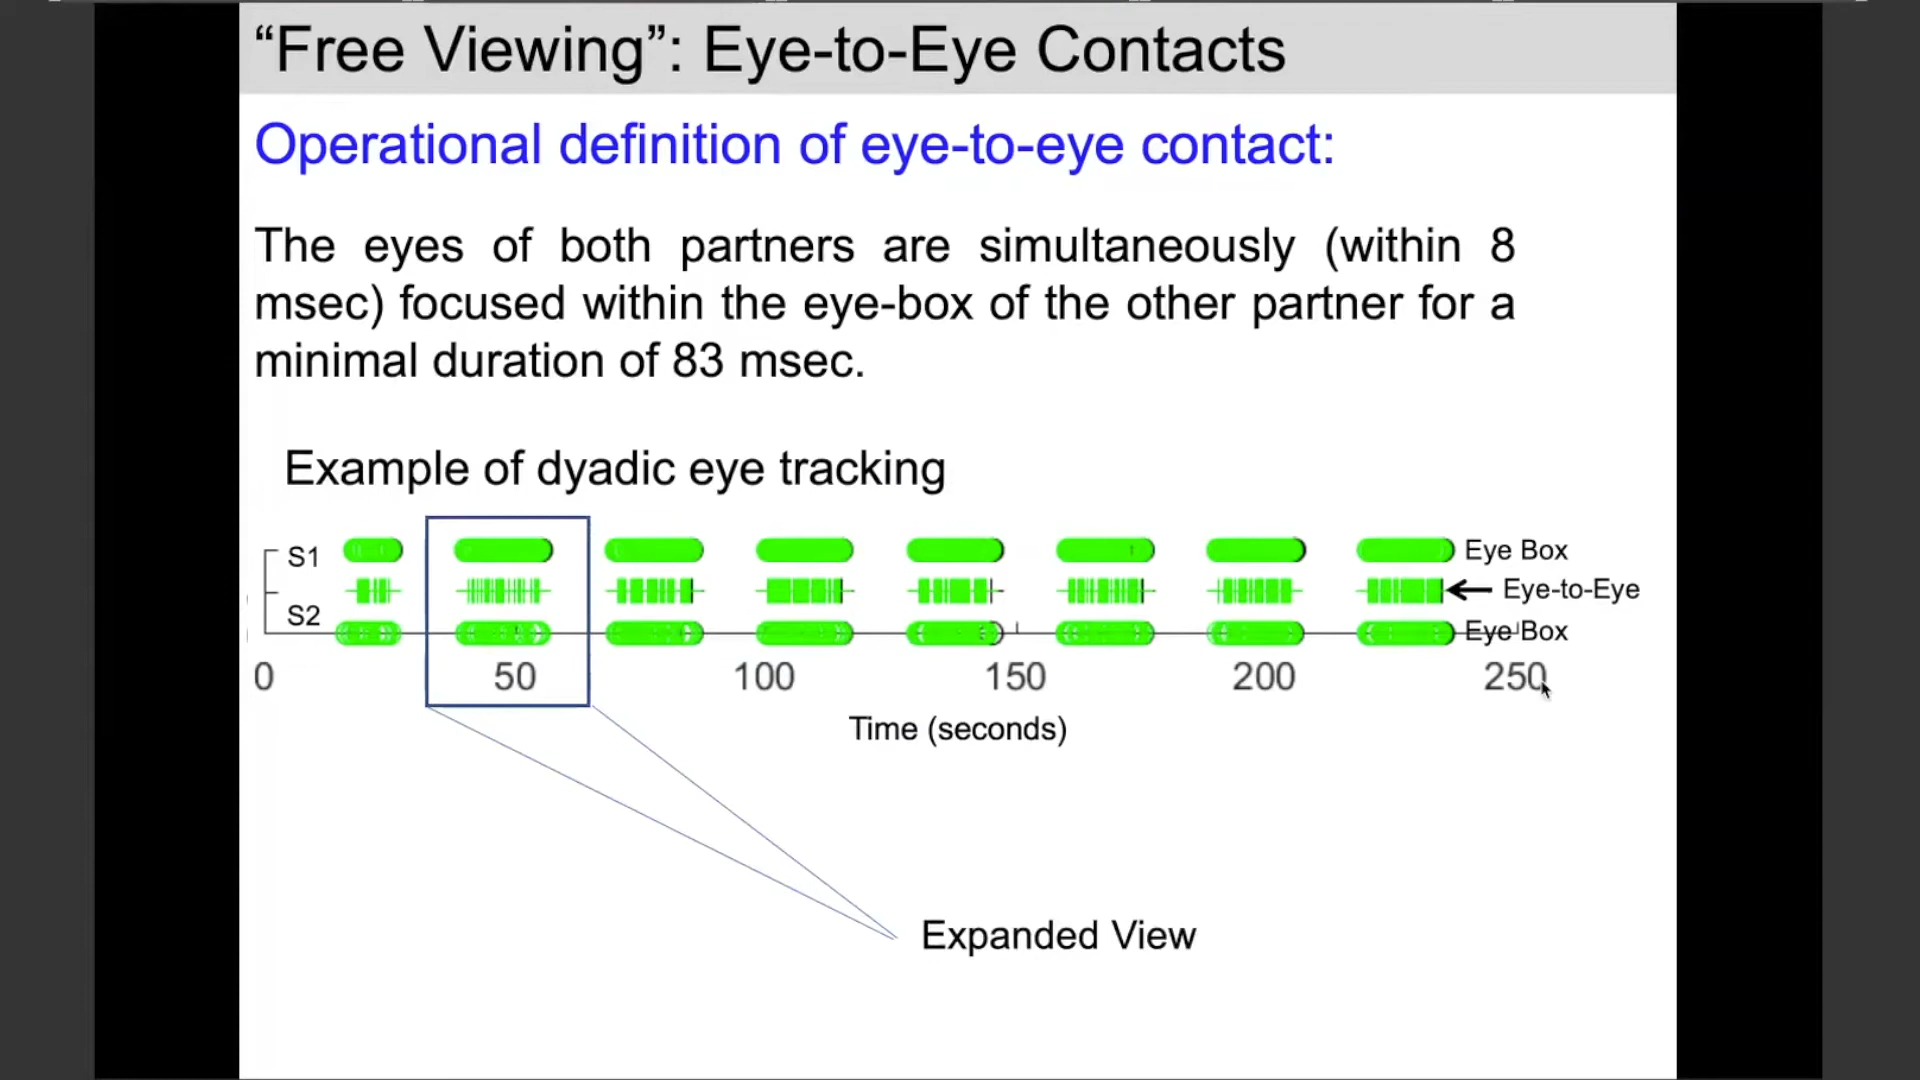 “Free Viewing”: Eye-to-Eye Contacts
Operational definition of eye-to-eye contact:
The eyes of both partners are simultaneously (within 8
msec) focused within the eye-box of the other partner for a
minimal duration of 83 msec.
Example of dyadic eye tracking
S1
Eye Box
Eye-to-Eye
S2
Eye Box
0 50 100 150 200 250
Time (seconds)
Expanded View